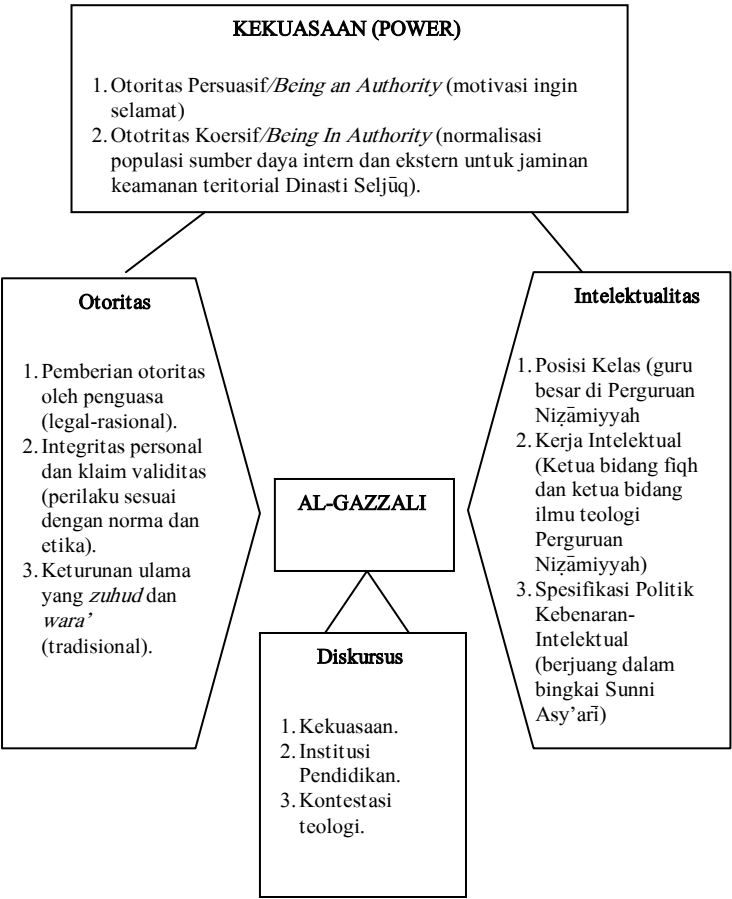 KEKUASAAN (POWER)
1. Otoritas Persuasif/Being an Authority (motivasi ingin
selamat)
2. Ototritas Koersif/Being In Authority (normalisasi
populasi sumber daya intern dan ekstern untuk jaminan
keamanan teritorial Dinasti Seljūq).
Otoritas
1. Pemberian otoritas
oleh penguasa
(legal-rasional).
2. Integritas personal
dan klaim validitas
(perilaku sesuai
dengan norma dan
etika).
3. Keturunan ulama
yang zuhud dan
wara’
(tradisional).
AL-GAZZALI
Intelektualitas
1. Posisi Kelas (guru
besar di Perguruan
Niẓāmiyyah
2. Kerja Intelektual
(Ketua bidang fiqh
dan ketua bidang
ilmu teologi
Perguruan
Niẓāmiyyah)
3. Spesifikasi Politik
Kebenaran-
Intelektual
(berjuang dalam
bingkai Sunni
Asy’arī)
Diskursus
1. Kekuasaan.
2. Institusi
Pendidikan.
3. Kontestasi
teologi.